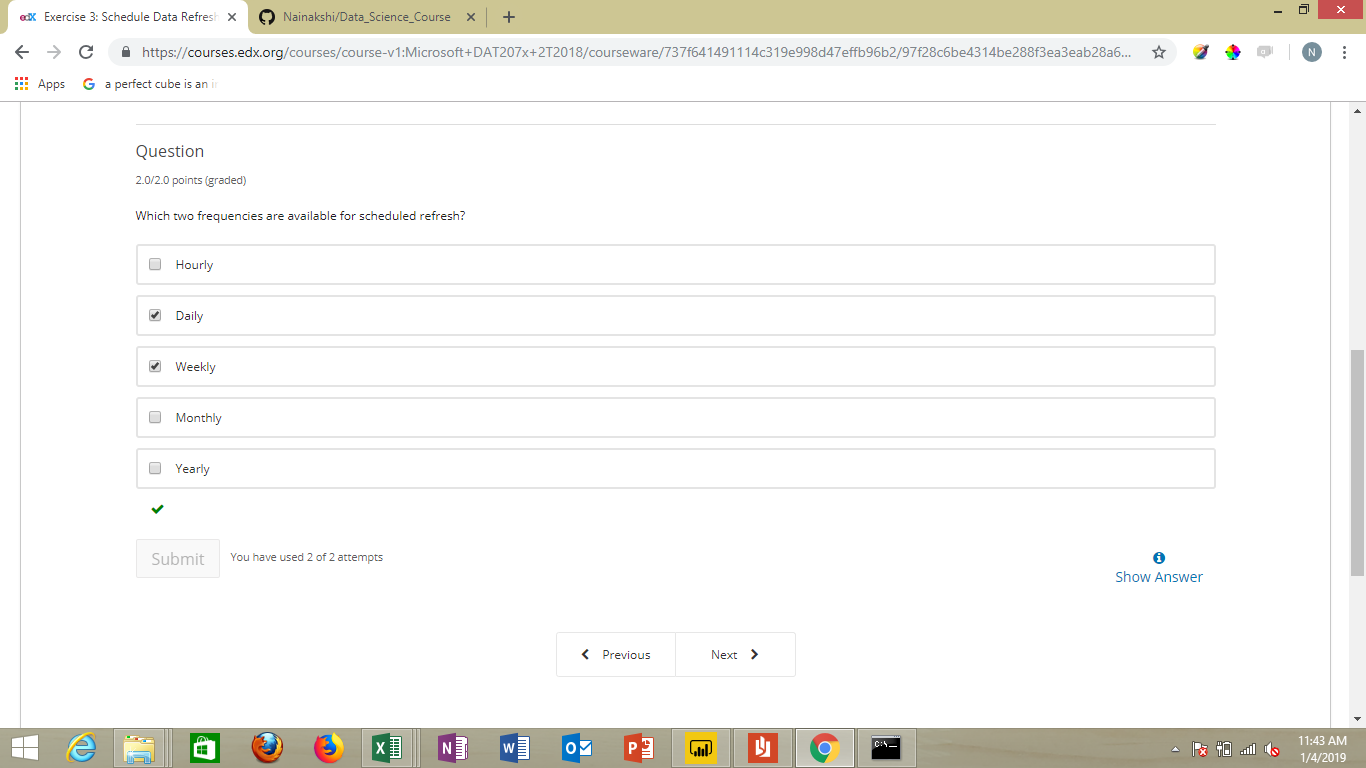 edX Exercise 3: Schedule Data Refresh
Nainakshi/Data_Science_Course
https://courses.edx.org/courses/course-v1:Microsoft+DAT207x+2T2018/courseware/737f641491114c319e998d47effb96b2/97f28c6be4314be288f3ea3eab28a6...
N
Apps
G a perfect cube is an i
Question
2.0/2.0 points (graded)
Which two frequencies are available for scheduled refresh?
Hourly
Daily
Weekly
Monthly
Yearly
Submit
You have used 2 of 2 attempts
Show Answer
Previous
Next
11:43 AM
1/4/2019